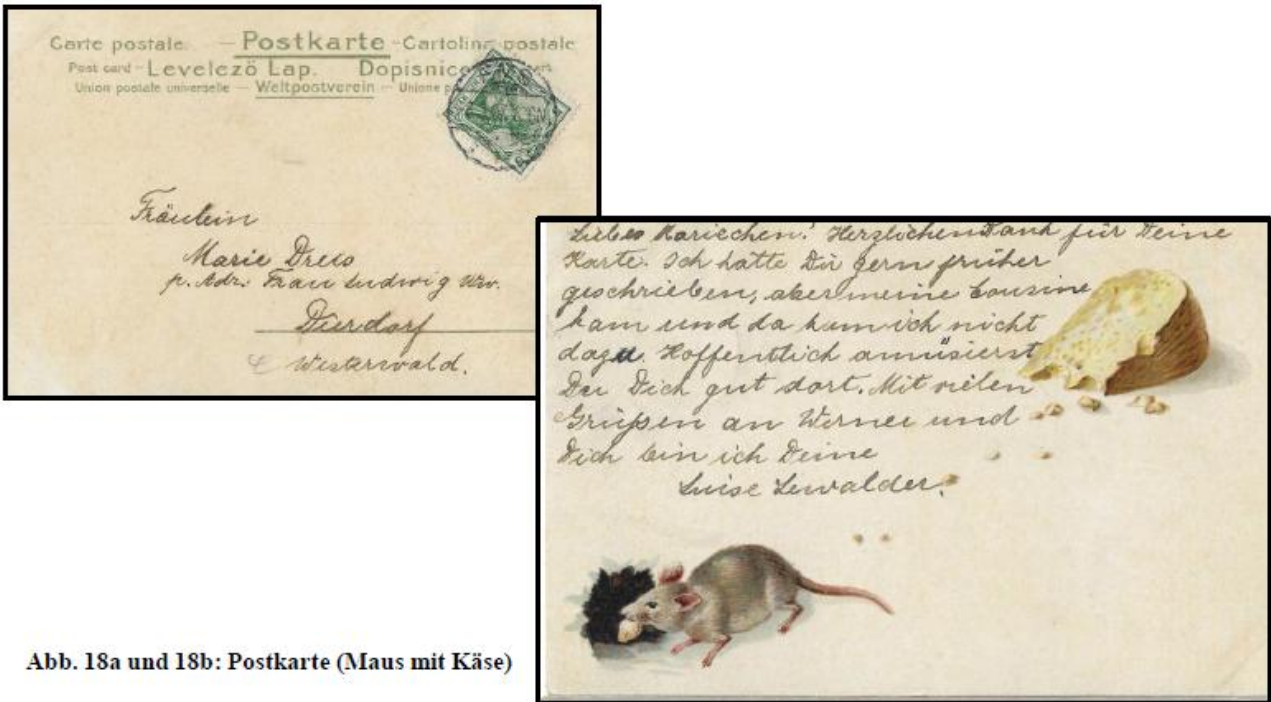 Carte postale. — Postkarte - Cartolina postale
Post card - Levelező Lap. Dopisnice
Union postale universelle — Weltpostverein — Unione
Fräulein
Marie Dreis
p. Adr. Frau Ludwig Ww.
Dierdorf
Westerwald.
Liebes Mariechen! Herzlichen Dank für Deine
Karte. Ich hätte Dir gern früher
geschrieben, aber meine Cousine
kam und da kam ich nicht
dazu. Hoffentlich amüsierst
Du Dich gut dort. Mit vielen
Grüßen an Werner und
Dich bin ich Deine
Luise Lewalder.
Abb. 18a und 18b: Postkarte (Maus mit Käse)